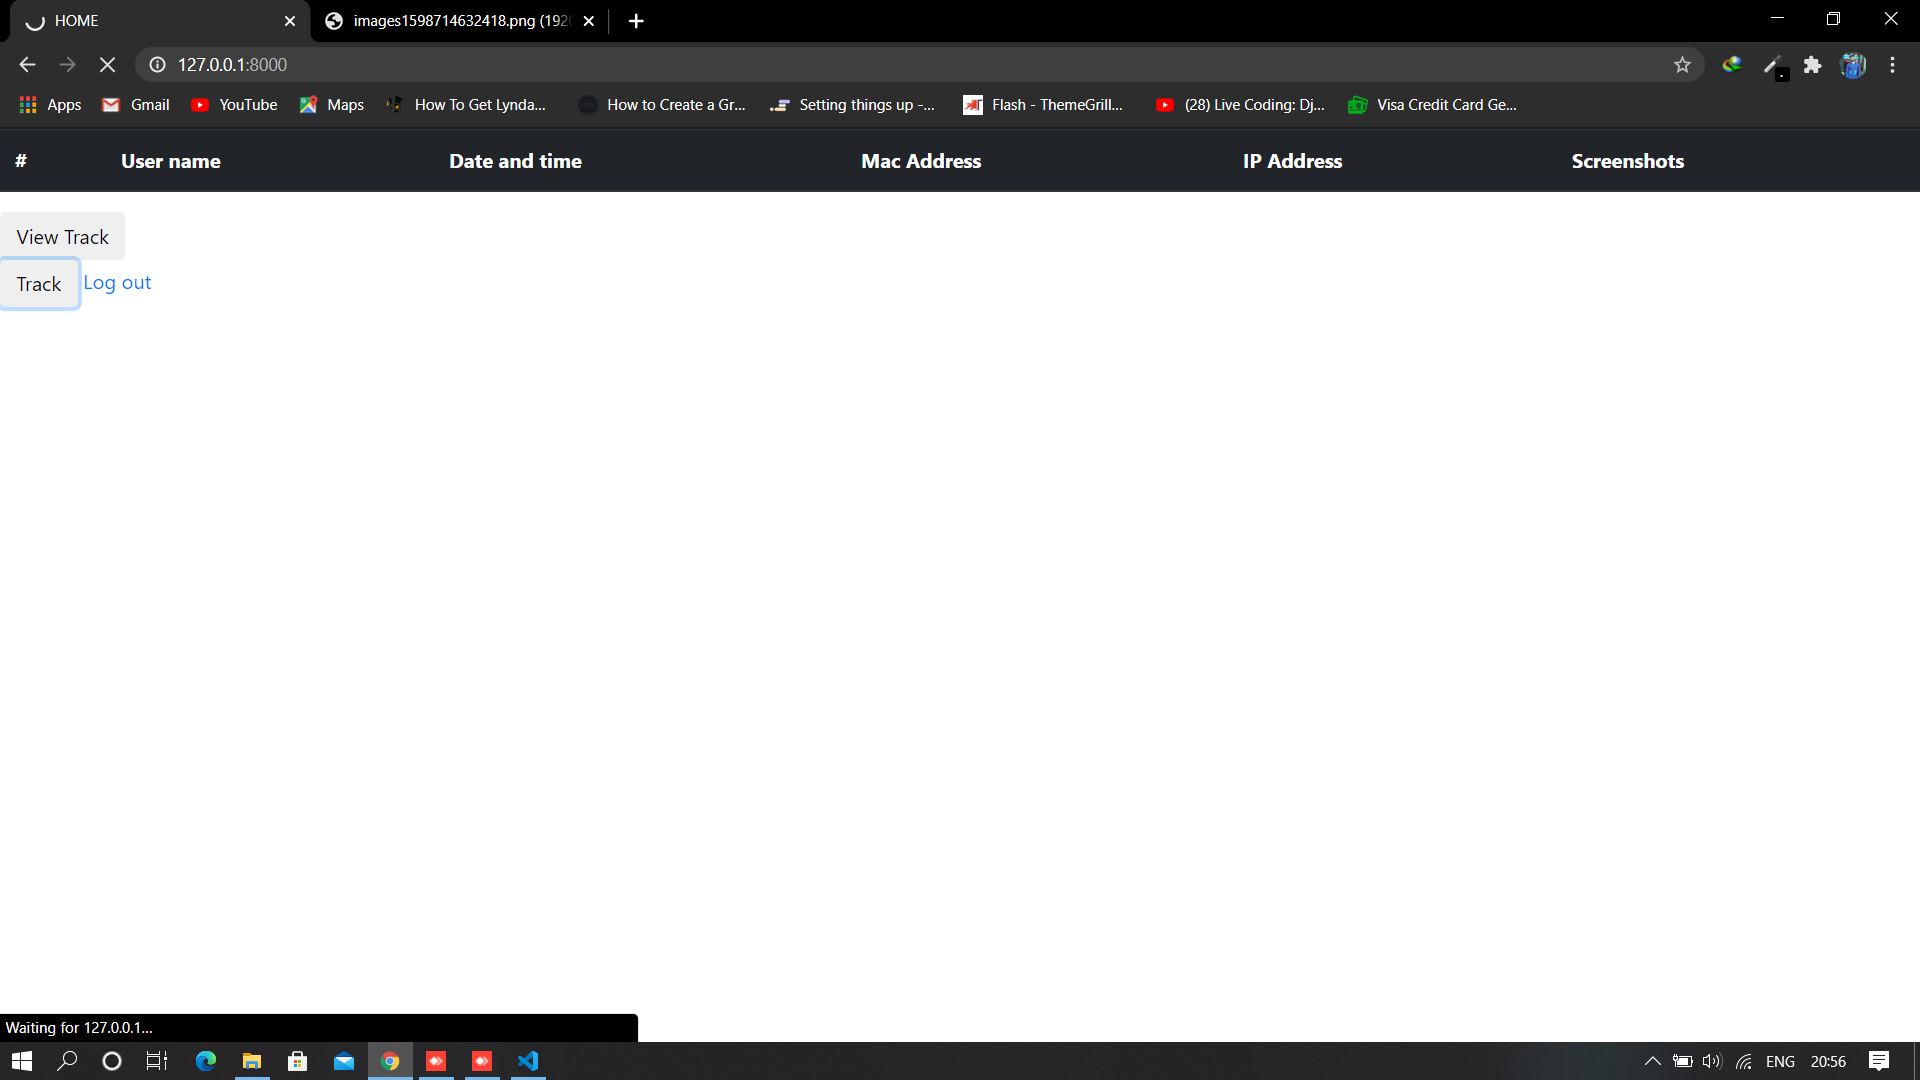 HOME
images1598714632418.png (192
127.0.0.1:8000
Apps Gmail YouTube Maps How To Get Lynda... How to Create a Gr... Setting things up -... Flash - ThemeGrill... (28) Live Coding: Dj... Visa Credit Card Ge...
# User name Date and time Mac Address IP Address Screenshots
View Track
Track Log out
Waiting for 127.0.0.1...
ENG 20:56